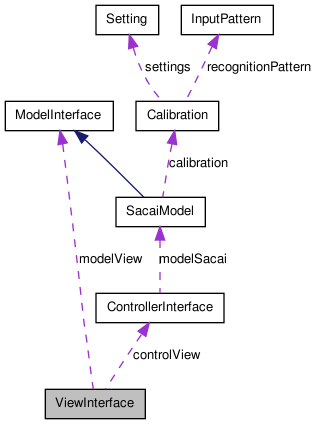 Setting
InputPattern
settings
recognitionPattern
ModelInterface
Calibration
calibration
SacaiModel
modelView
modelSacai
ControllerInterface
controlView
ViewInterface